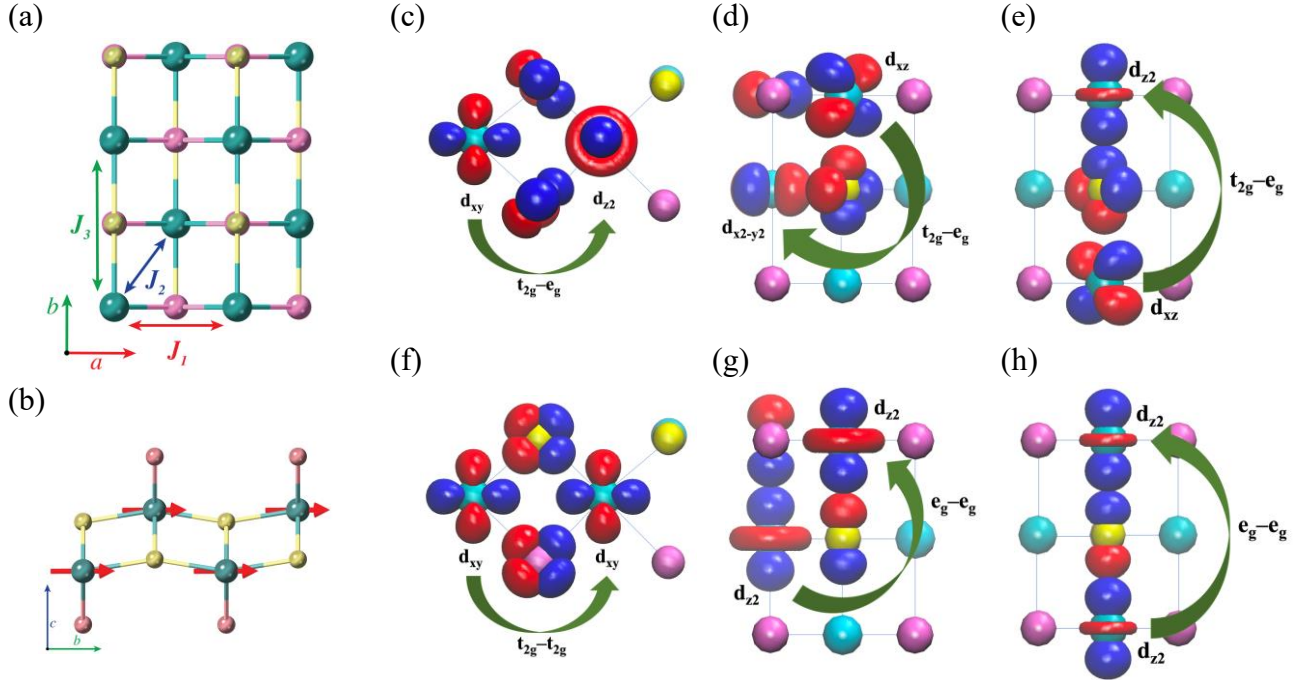 (a)
J3
J2
b
a
J1
(b)
c
b
(c)
dxy
dz2
t2g–eg
(d)
dxz
dx2-y2
t2g–eg
(e)
dz2
t2g–eg
dxz
(f)
dxy
dxy
t2g–t2g
(g)
dz2
eg–eg
dz2
(h)
dz2
eg–eg
dz2